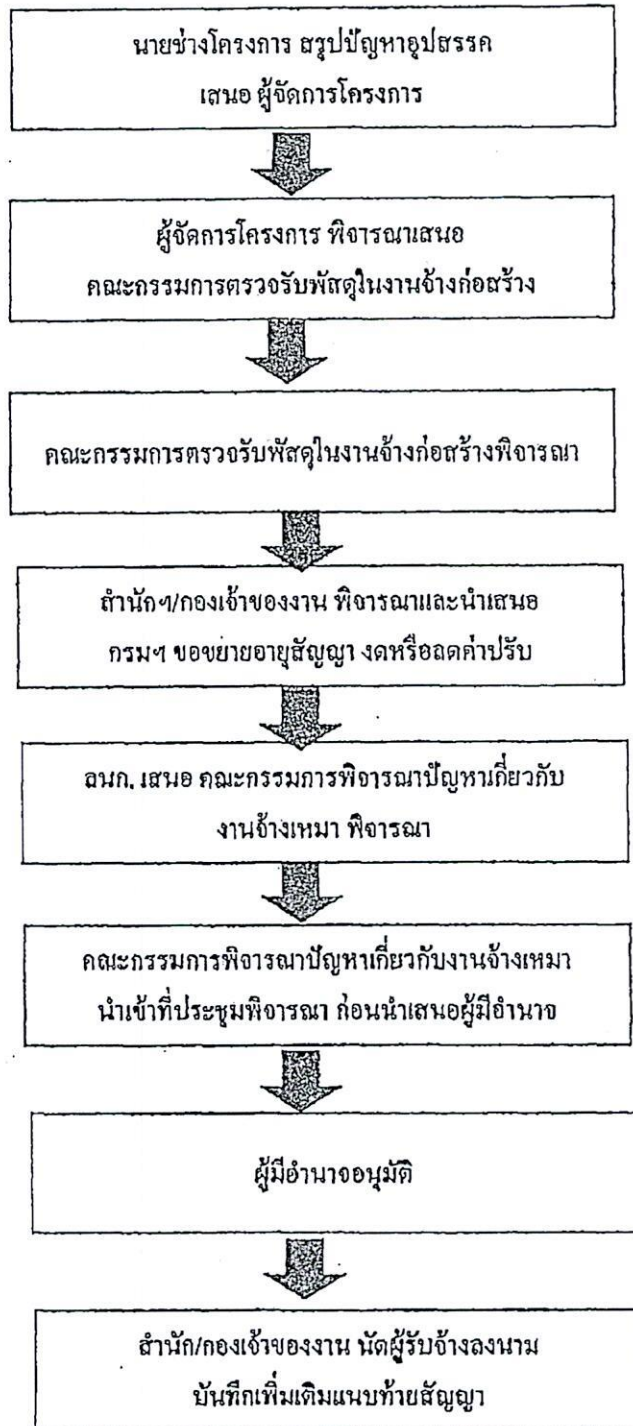 นายช่างโครงการ สรุปปัญหาอุปสรรค
เสนอ ผู้จัดการโครงการ
ผู้จัดการโครงการ พิจารณาเสนอ
คณะกรรมการตรวจรับพัสดุในงานจ้างก่อสร้าง
คณะกรรมการตรวจรับพัสดุในงานจ้างก่อสร้างพิจารณา
สำนักฯ/กองเจ้าของงาน พิจารณาและนำเสนอ
กรมฯ ขอขยายอายุสัญญา งดหรือลดค่าปรับ
ลนก. เสนอ คณะกรรมการพิจารณาปัญหาเกี่ยวกับ
งานจ้างเหมา พิจารณา
คณะกรรมการพิจารณาปัญหาเกี่ยวกับงานจ้างเหมา
นำเข้าที่ประชุมพิจารณา ก่อนนำเสนอผู้มีอำนาจ
ผู้มีอำนาจอนุมัติ
สำนัก/กองเจ้าของงาน นัดผู้รับจ้างลงนาม
บันทึกเพิ่มเติมแนบท้ายสัญญา